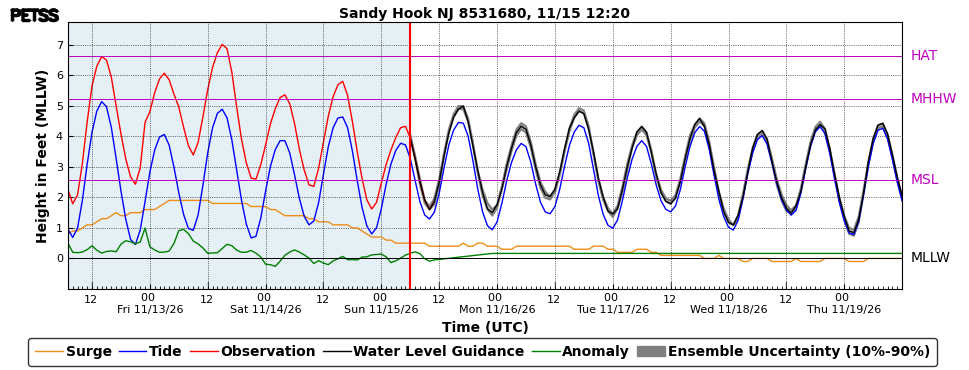 PETSS
Sandy Hook NJ 8531680, 11/15 12:20
Height in Feet (MLLW)
7
6
5
4
3
2
1
0
HAT
MHHW
MSL
MLLW
12 00 12 00 12 00 12 00 12 00 12 00 12 00
Fri 11/13/26 Sat 11/14/26 Sun 11/15/26 Mon 11/16/26 Tue 11/17/26 Wed 11/18/26 Thu 11/19/26
Time (UTC)
Surge Tide Observation Water Level Guidance Anomaly Ensemble Uncertainty (10%-90%)